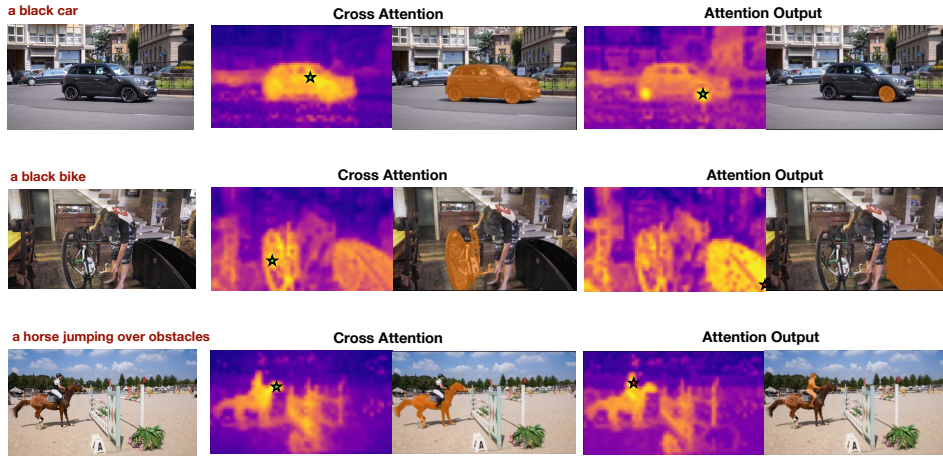 a black car
Cross Attention
Attention Output
a black bike
Cross Attention
Attention Output
a horse jumping over obstacles
Cross Attention
Attention Output
A
A
A